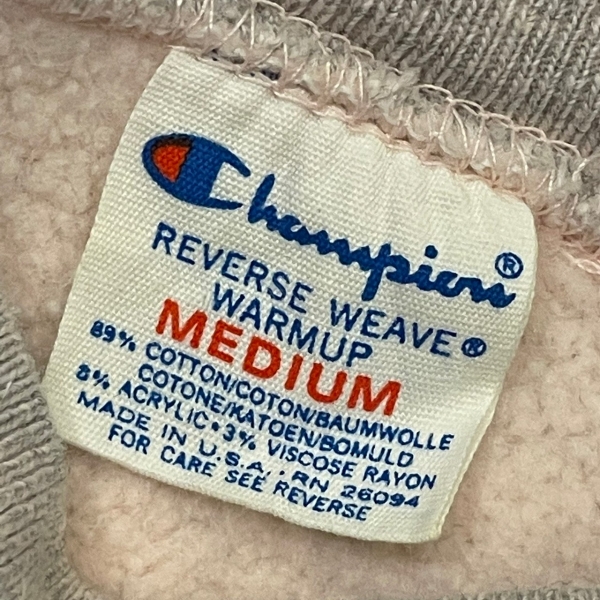 Champion®
REVERSE WEAVE®
WARMUP
MEDIUM
89% COTTON/COTON/BAUMWOLLE
COTONE/KATOEN/BOMULD
8% ACRYLIC•3% VISCOSE RAYON
MADE IN U.S.A. RN 26094
FOR CARE SEE REVERSE